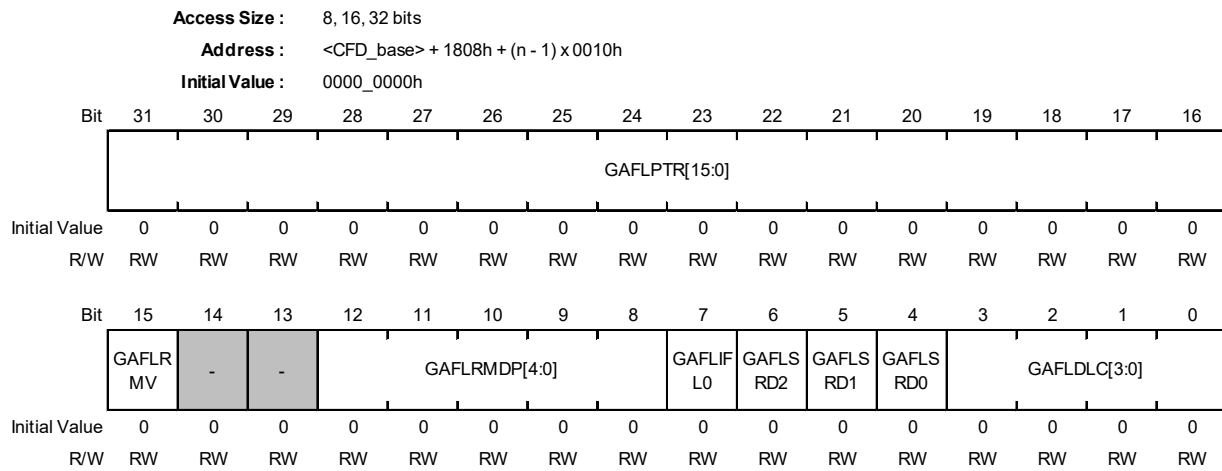 Access Size : 8, 16, 32 bits
Address : <CFD_base> + 1808h + (n - 1) x 0010h
Initial Value : 0000_0000h
Bit 31 30 29 28 27 26 25 24 23 22 21 20 19 18 17 16
GAFLPTR[15:0]
Initial Value 0 0 0 0 0 0 0 0 0 0 0 0 0 0 0 0
R/W RW RW RW RW RW RW RW RW RW RW RW RW RW RW RW RW
Bit 15 14 13 12 11 10 9 8 7 6 5 4 3 2 1 0
GAFLR GAFLIF GAFLS GAFLS GAFLS
MV - - GAFLRMDP[4:0] L0 RD2 RD1 RD0 GAFLDLC[3:0]
Initial Value 0 0 0 0 0 0 0 0 0 0 0 0 0 0 0 0
R/W RW RW RW RW RW RW RW RW RW RW RW RW RW RW RW RW